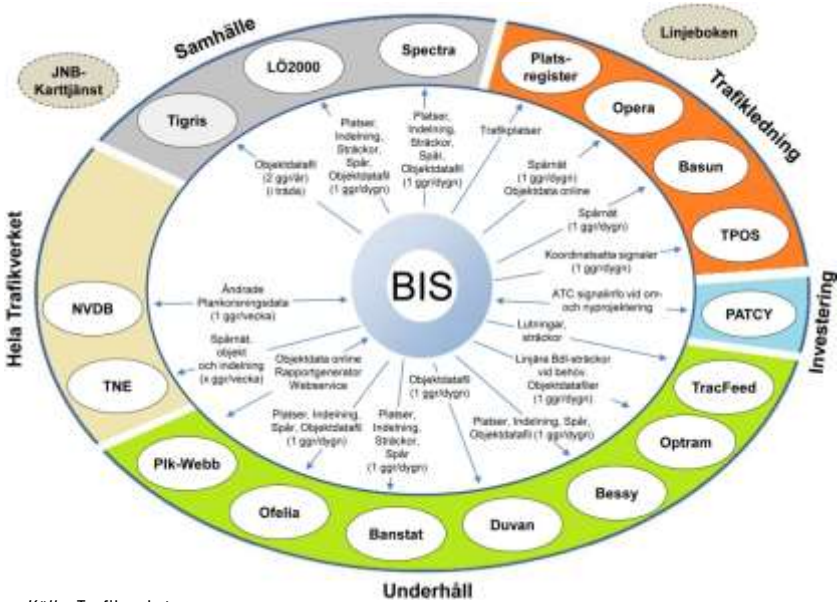 Samhälle
Linjeboken
JNB-
Karttjänst
Tigris
LÖ2000
Spectra
Plats-
register
Opera
Trafikledning
Basun
TPOS
Objektdatafil
(2 ggr/år)
(i träda)
Platser,
Indelning,
Sträckor,
Spår,
Objektdatafil
(1 ggr/dygn)
Platser,
Indelning,
Sträckor,
Spår,
Objektdatafil
(1 ggr/dygn)
Trafikplatser
Spårnät
(1 ggr/dygn)
Objektdata online
Spårnät
(1 ggr/dygn)
Koordinatsatta signaler
(1 ggr/dygn)
BIS
Hela Trafikverket
NVDB
TNE
Ändrade
Plankorsningsdata
(1 ggr/vecka)
Spårnät,
objekt
och indelning
(x ggr/vecka)
ATC signalinfo vid om-
och nyprojektering
PATCY
Investering
Lutningar,
sträckor
Linjära Bdl-sträckor
vid behov
Objektdatafiler
(1 ggr/dygn)
Objektdata online
Rapportgenerator
Webservice
Objektdatafil
(1 ggr/dygn)
Platser, Indelning,
Spår, Objektdatafil
(1 ggr/dygn)
Platser,
Indelning,
Sträckor,
Spår
(1 ggr/dygn)
Platser, Indelning, Spår,
Objektdatafil (1 ggr/dygn)
TracFeed
Optram
Bessy
Duvan
Banstat
Ofelia
Plk-Webb
Underhåll